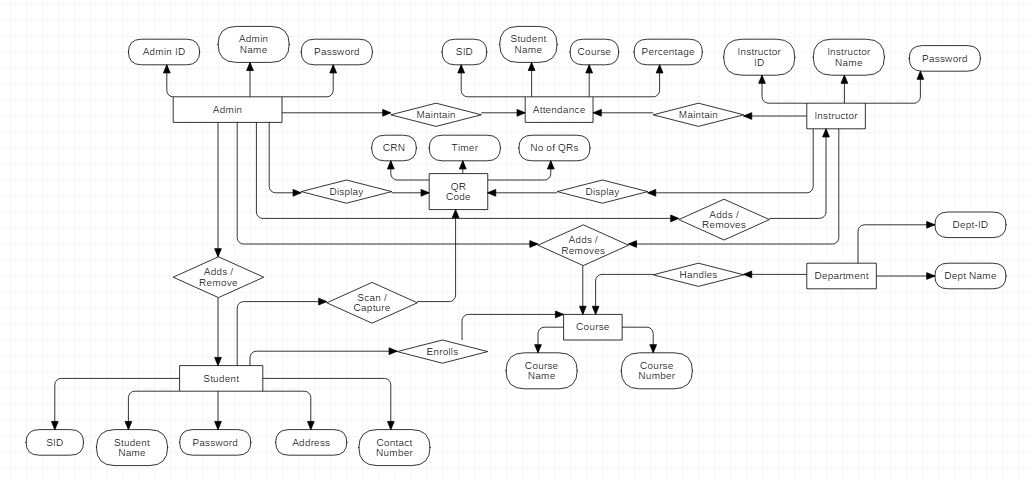 Admin ID
Admin
Name
Password
SID
Student
Name
Course
Percentage
Instructor
ID
Instructor
Name
Password
Admin
Maintain
Attendance
Maintain
Instructor
CRN
Timer
No of QRs
Display
QR
Code
Display
Adds /
Removes
Adds /
Removes
Dept-ID
Adds /
Remove
Handles
Department
Dept Name
Scan /
Capture
Course
Enrolls
Course
Name
Course
Number
Student
SID
Student
Name
Password
Address
Contact
Number